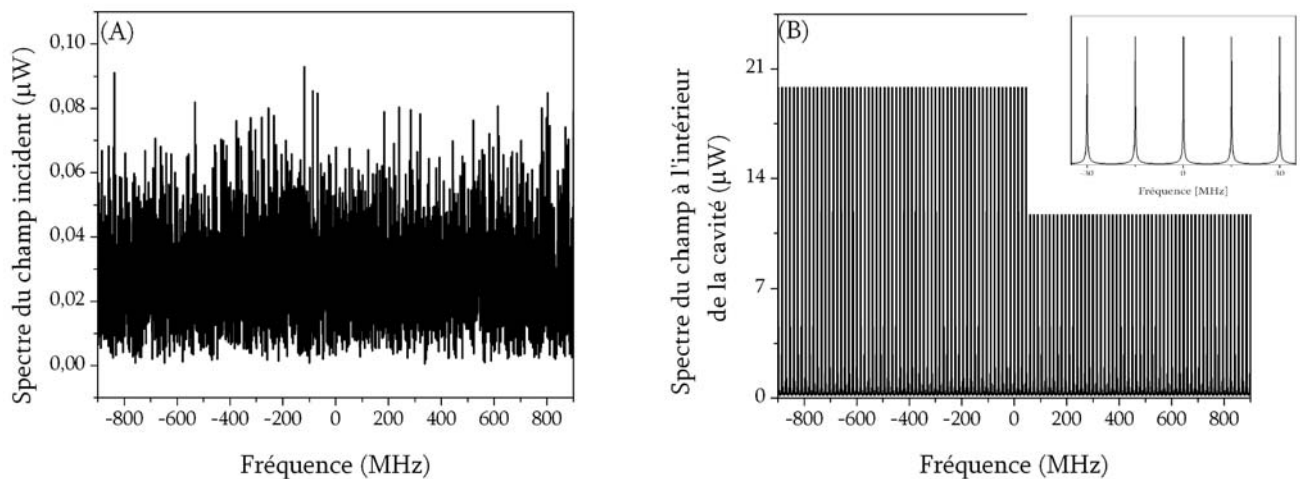 (A)
Spectre du champ incident (µW)
0,10
0,08
0,06
0,04
0,02
0,00
-800 -600 -400 -200 0 200 400 600 800
Fréquence (MHz)
(B)
Spectre du champ à l'intérieur
de la cavité (µW)
21
14
7
0
-800 -600 -400 -200 0 200 400 600 800
Fréquence (MHz)
-30 0 30
Fréquence [MHz]